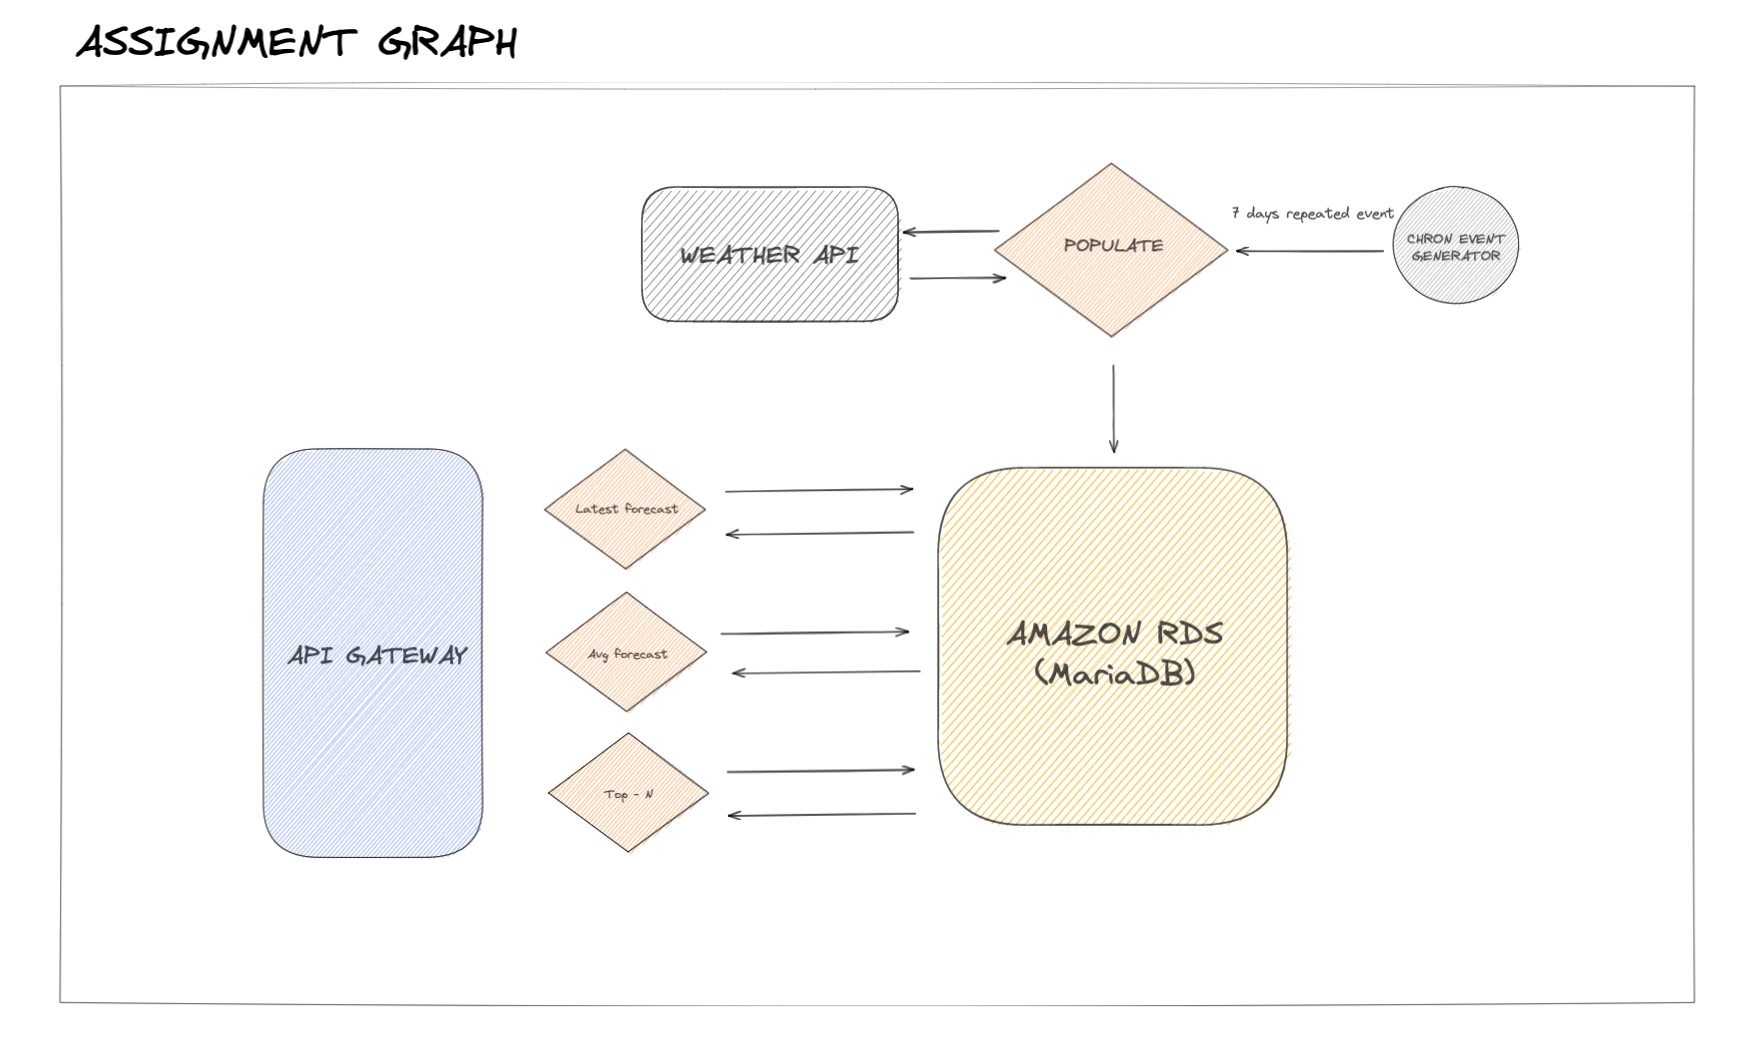 ASSIGNMENT GRAPH
WEATHER API
POPULATE
7 days repeated event
CHRON EVENT
GENERATOR
API GATEWAY
Latest forecast
Avg forecast
Top - N
AMAZON RDS
(MariaDB)